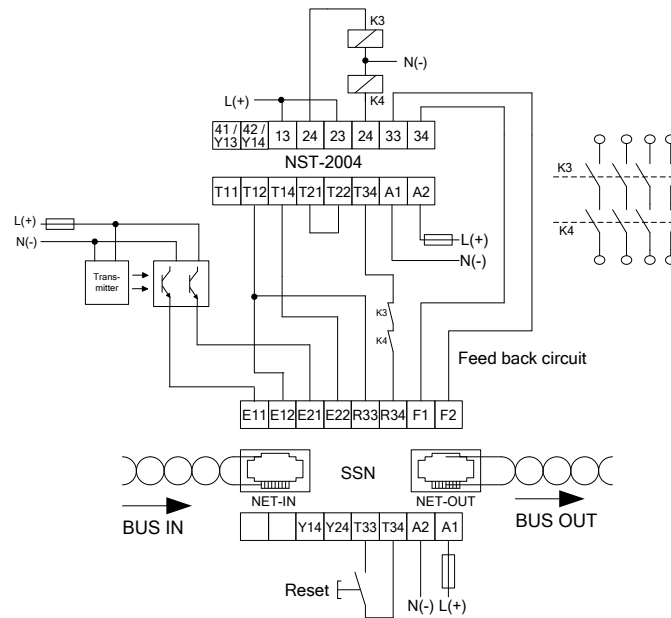 K3
N(-)
K4
L(+)
41 / Y13
42 / Y14
13
24
23
24
33
34
NST-2004
T11
T12
T14
T21
T22
T34
A1
A2
L(+)
N(-)
K3
K4
L(+)
N(-)
Trans-
mitter
K3
K4
Feed back circuit
E11
E12
E21
E22
R33
R34
F1
F2
SSN
NET-IN
NET-OUT
BUS IN
BUS OUT
Y14
Y24
T33
T34
A2
A1
Reset
N(-)
L(+)